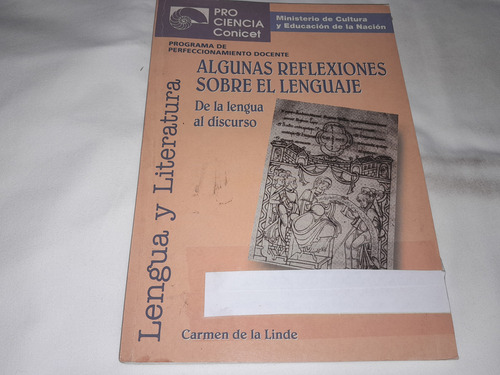 PRO
CIENCIA
Conicet
Ministerio de Cultura
y Educación de la Nación
PROGRAMA DE
PERFECCIONAMIENTO DOCENTE
ALGUNAS REFLEXIONES
SOBRE EL LENGUAJE
De la lengua
al discurso
Lengua y Literatura
Carmen de la Linde